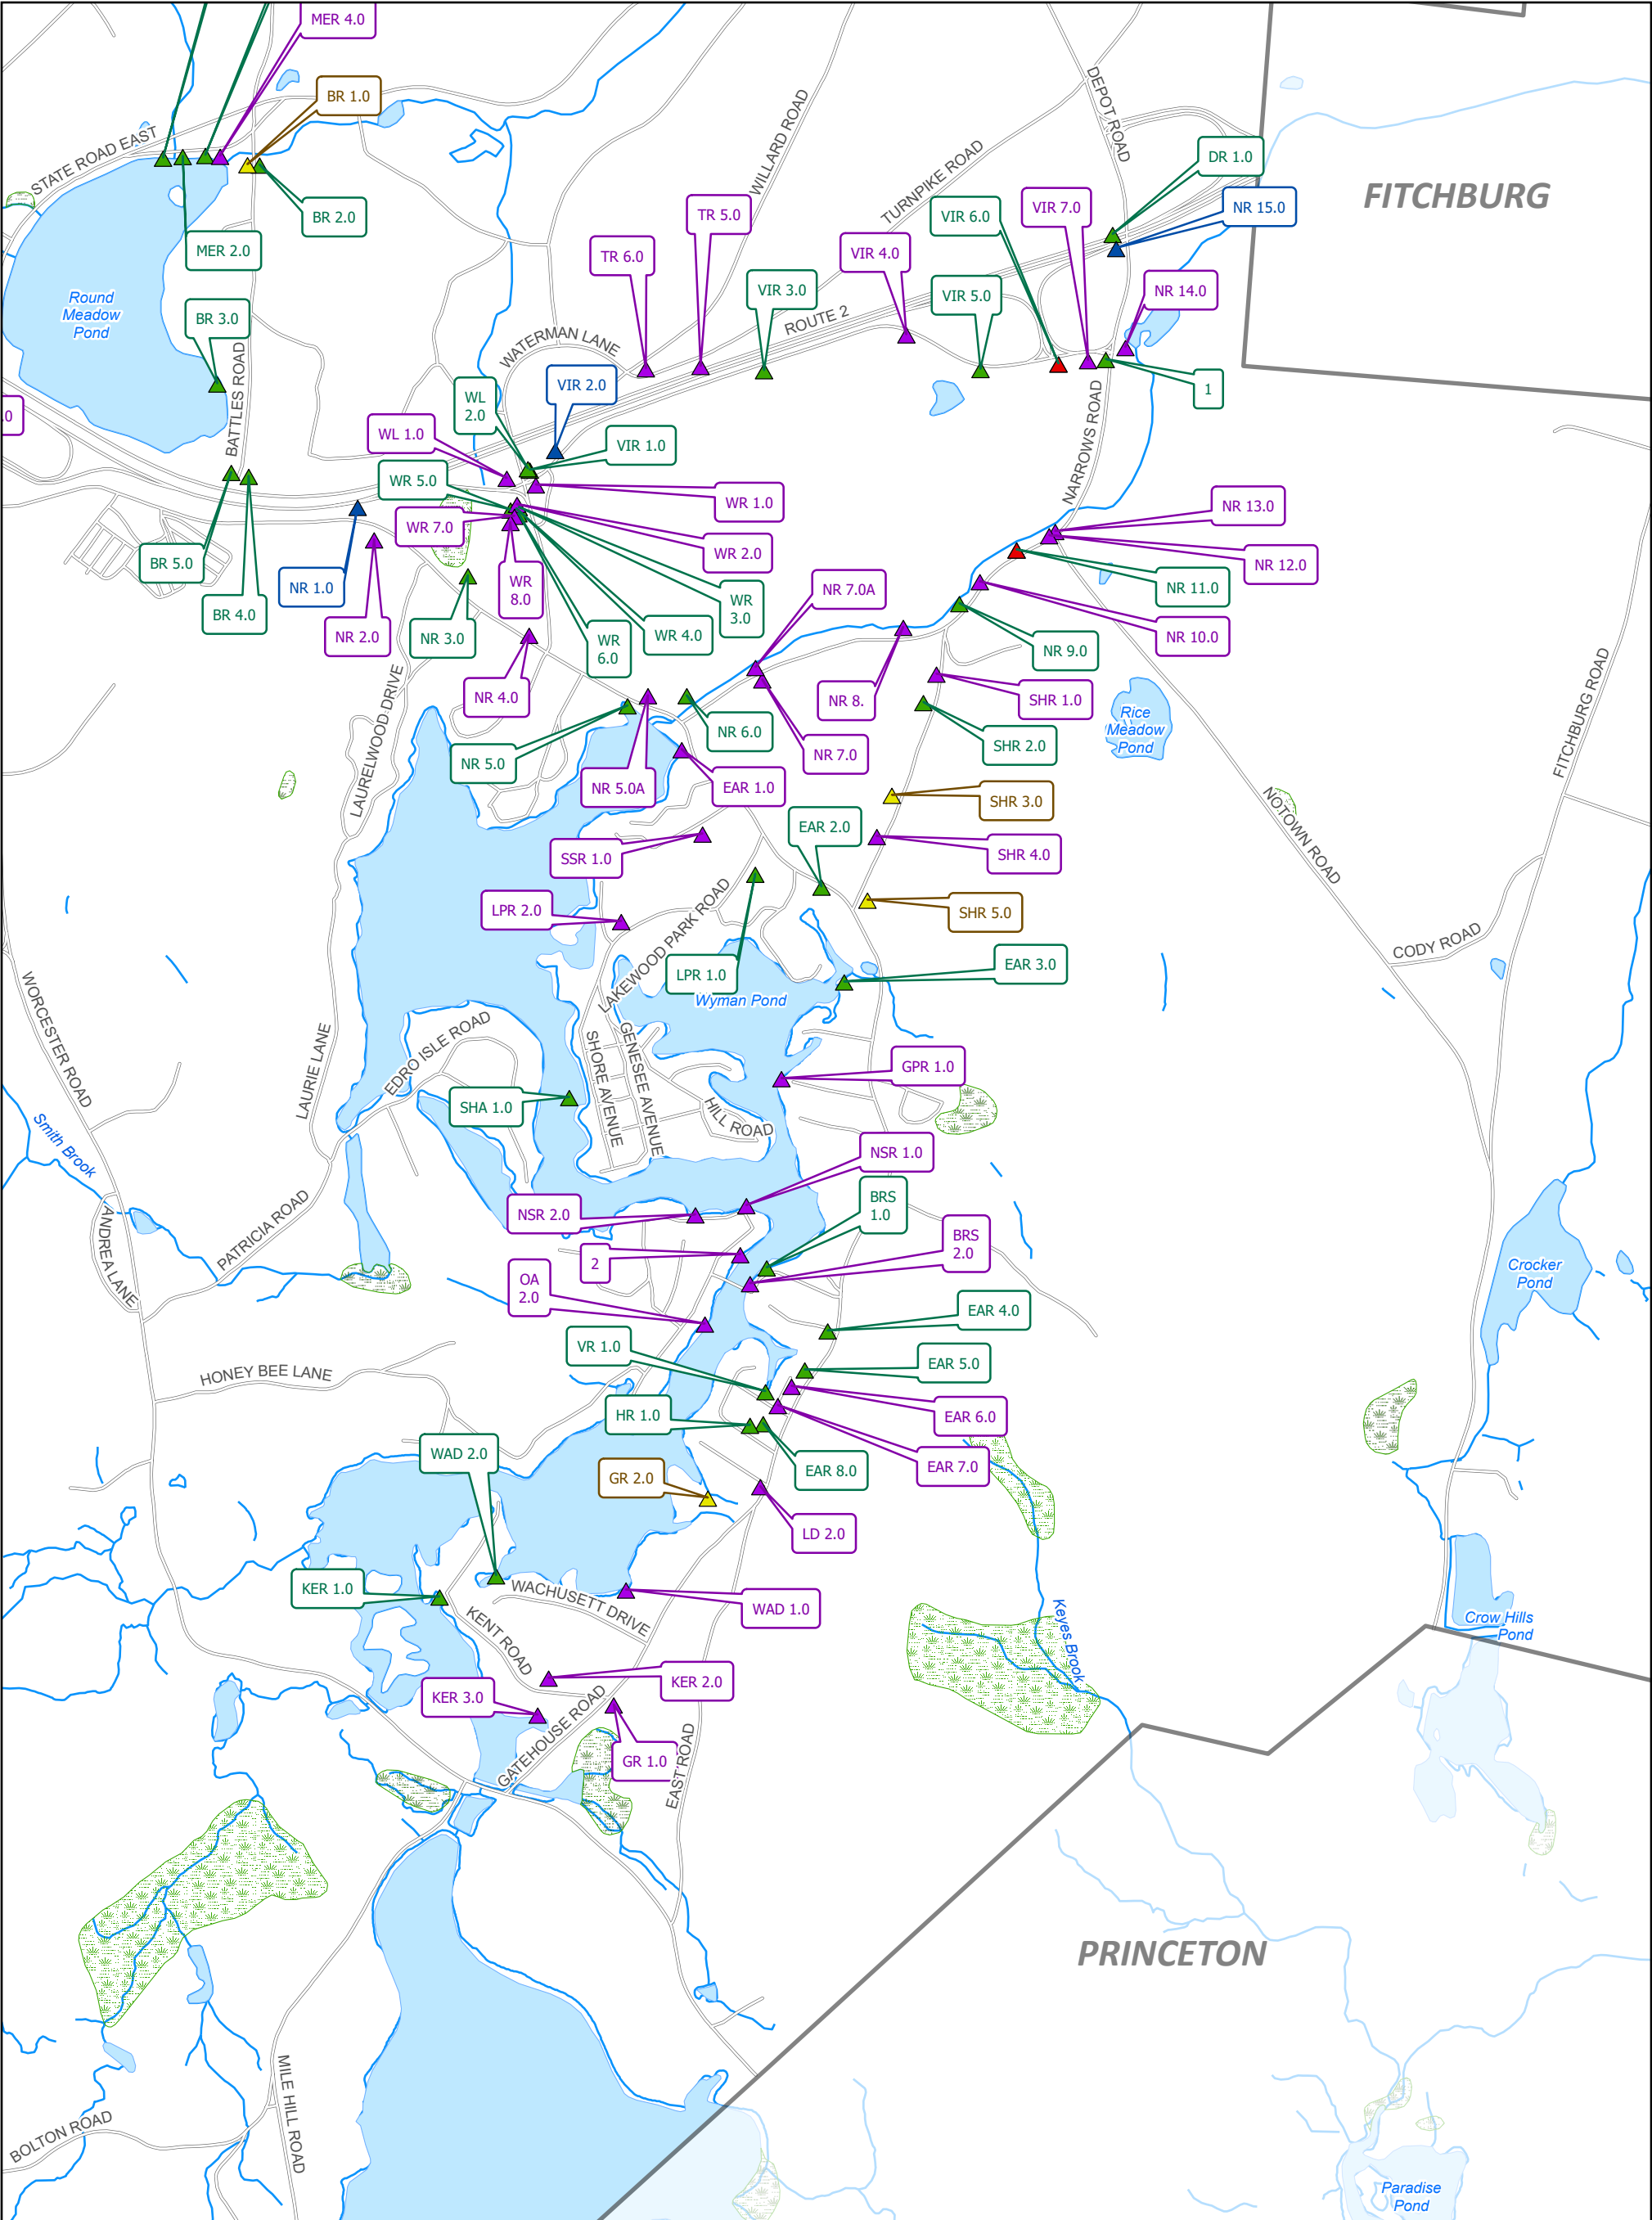 MER 4.0
BR 1.0
STATE ROAD EAST
BR 2.0
MER 2.0
WILLARD ROAD
DEPOT ROAD
TURNPIKE ROAD
DR 1.0
FITCHBURG
NR 15.0
TR 5.0
VIR 6.0
VIR 7.0
TR 6.0
VIR 4.0
VIR 3.0
VIR 5.0
NR 14.0
Round
Meadow
Pond
BR 3.0
ROUTE 2
WATERMAN LANE
BATTLES ROAD
VIR 2.0
1
WL
2.0
.0
WL 1.0
VIR 1.0
NARROWS ROAD
WR 5.0
WR 1.0
NR 13.0
WR 7.0
WR 2.0
NR 12.0
BR 5.0
NR 1.0
WR
8.0
NR 7.0A
NR 11.0
BR 4.0
WR
3.0
NR 2.0
NR 3.0
WR
6.0
WR 4.0
NR 10.0
NR 9.0
NR 4.0
NR 8.
SHR 1.0
LAURELWOOD DRIVE
FITCHBURG ROAD
Rice
Meadow
Pond
NR 6.0
SHR 2.0
NR 5.0
NR 7.0
NR 5.0A
EAR 1.0
SHR 3.0
NOTOWN ROAD
EAR 2.0
SSR 1.0
SHR 4.0
LPR 2.0
SHR 5.0
LAKEWOOD PARK ROAD
CODY ROAD
LPR 1.0
EAR 3.0
Wyman Pond
WORCESTER ROAD
LAURIE LANE
EDRO ISLE ROAD
SHORE AVENUE
GENESEE AVENUE
GPR 1.0
SHA 1.0
HILL ROAD
Smith Brook
NSR 1.0
BRS
1.0
NSR 2.0
BRS
2.0
ANDREA LANE
PATRICIA ROAD
2
OA
2.0
Crocker
Pond
EAR 4.0
VR 1.0
EAR 5.0
HONEY BEE LANE
HR 1.0
EAR 6.0
WAD 2.0
EAR 7.0
EAR 8.0
GR 2.0
LD 2.0
KER 1.0
WACHUSETT DRIVE
WAD 1.0
KENT ROAD
Keyes Brook
Crow Hills
Pond
KER 2.0
KER 3.0
GATEHOUSE ROAD
GR 1.0
EAST ROAD
PRINCETON
MILE HILL ROAD
BOLTON ROAD
Paradise
Pond